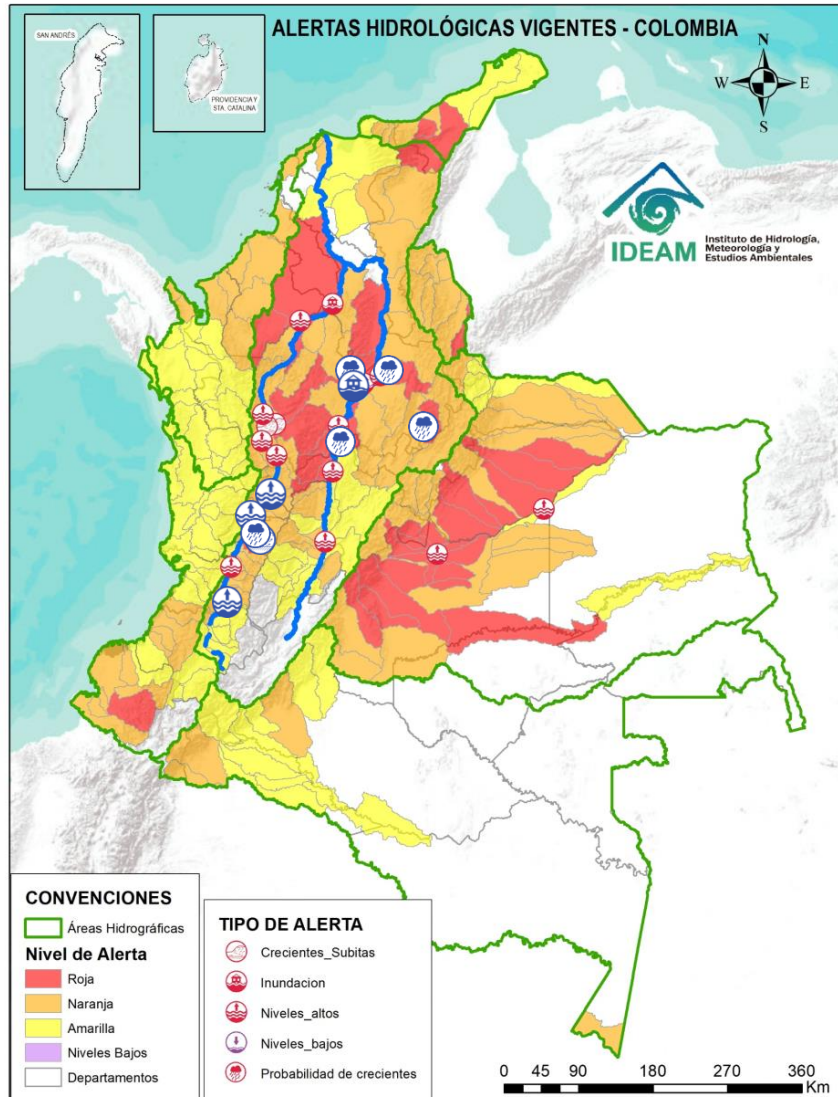 ALERTAS HIDROLÓGICAS VIGENTES - COLOMBIA
SAN ANDRÉS
PROVIDENCIA Y
STA. CATALINA
N
W
E
S
IDEAM
Instituto de Hidrología,
Meteorología y
Estudios Ambientales
CONVENCIONES
Áreas Hidrográficas
Nivel de Alerta
Roja
Naranja
Amarilla
Niveles Bajos
Departamentos
TIPO DE ALERTA
Crecientes_Subitas
Inundacion
Niveles_altos
Niveles_bajos
Probabilidad de crecientes
0 45 90 180 270 360
Km